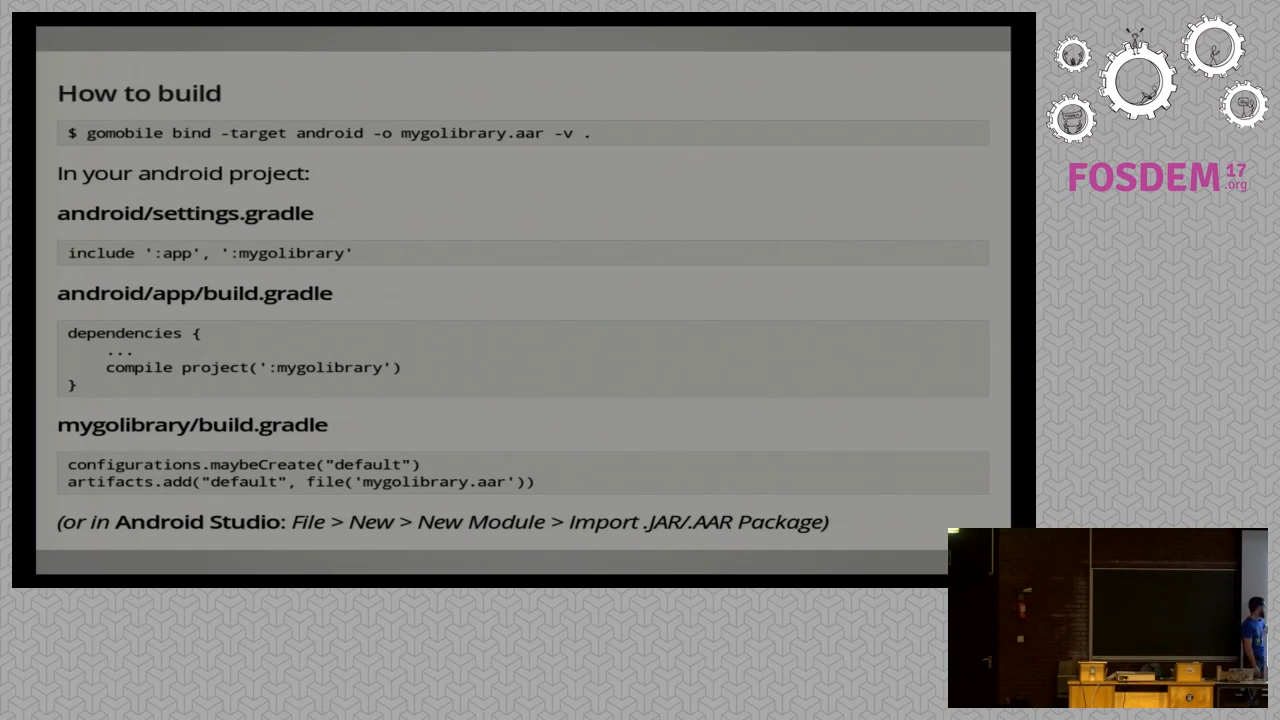 How to build
$ gomobile bind -target android -o mygolibrary.aar -v .
In your android project:
android/settings.gradle
include ':app', ':mygolibrary'
android/app/build.gradle
dependencies {
    ...
    compile project(':mygolibrary')
}
mygolibrary/build.gradle
configurations.maybeCreate("default")
artifacts.add("default", file('mygolibrary.aar'))
(or in Android Studio: File > New > New Module > Import .JAR/.AAR Package)
FOSDEM 17
.org